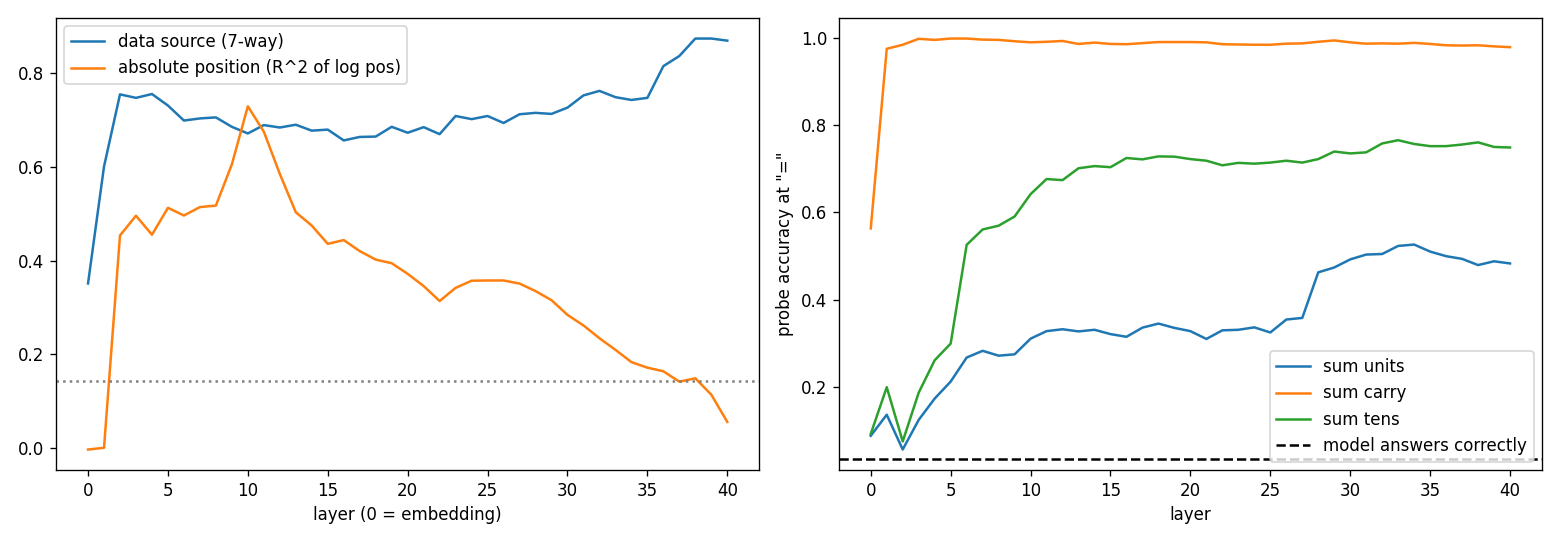 data source (7-way)
absolute position (R^2 of log pos)
0.8
0.6
0.4
0.2
0.0
0 5 10 15 20 25 30 35 40
layer (0 = embedding)
probe accuracy at "="
1.0
0.8
0.6
0.4
0.2
sum units
sum carry
sum tens
model answers correctly
0 5 10 15 20 25 30 35 40
layer